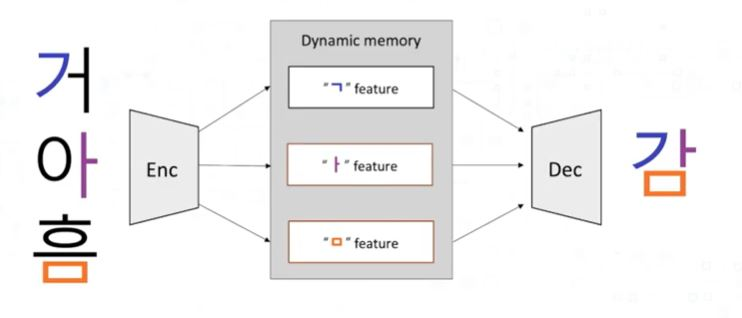 거
아
흠
Enc
Dynamic memory
"ㄱ" feature
"ㅏ" feature
"ㅁ" feature
Dec
감